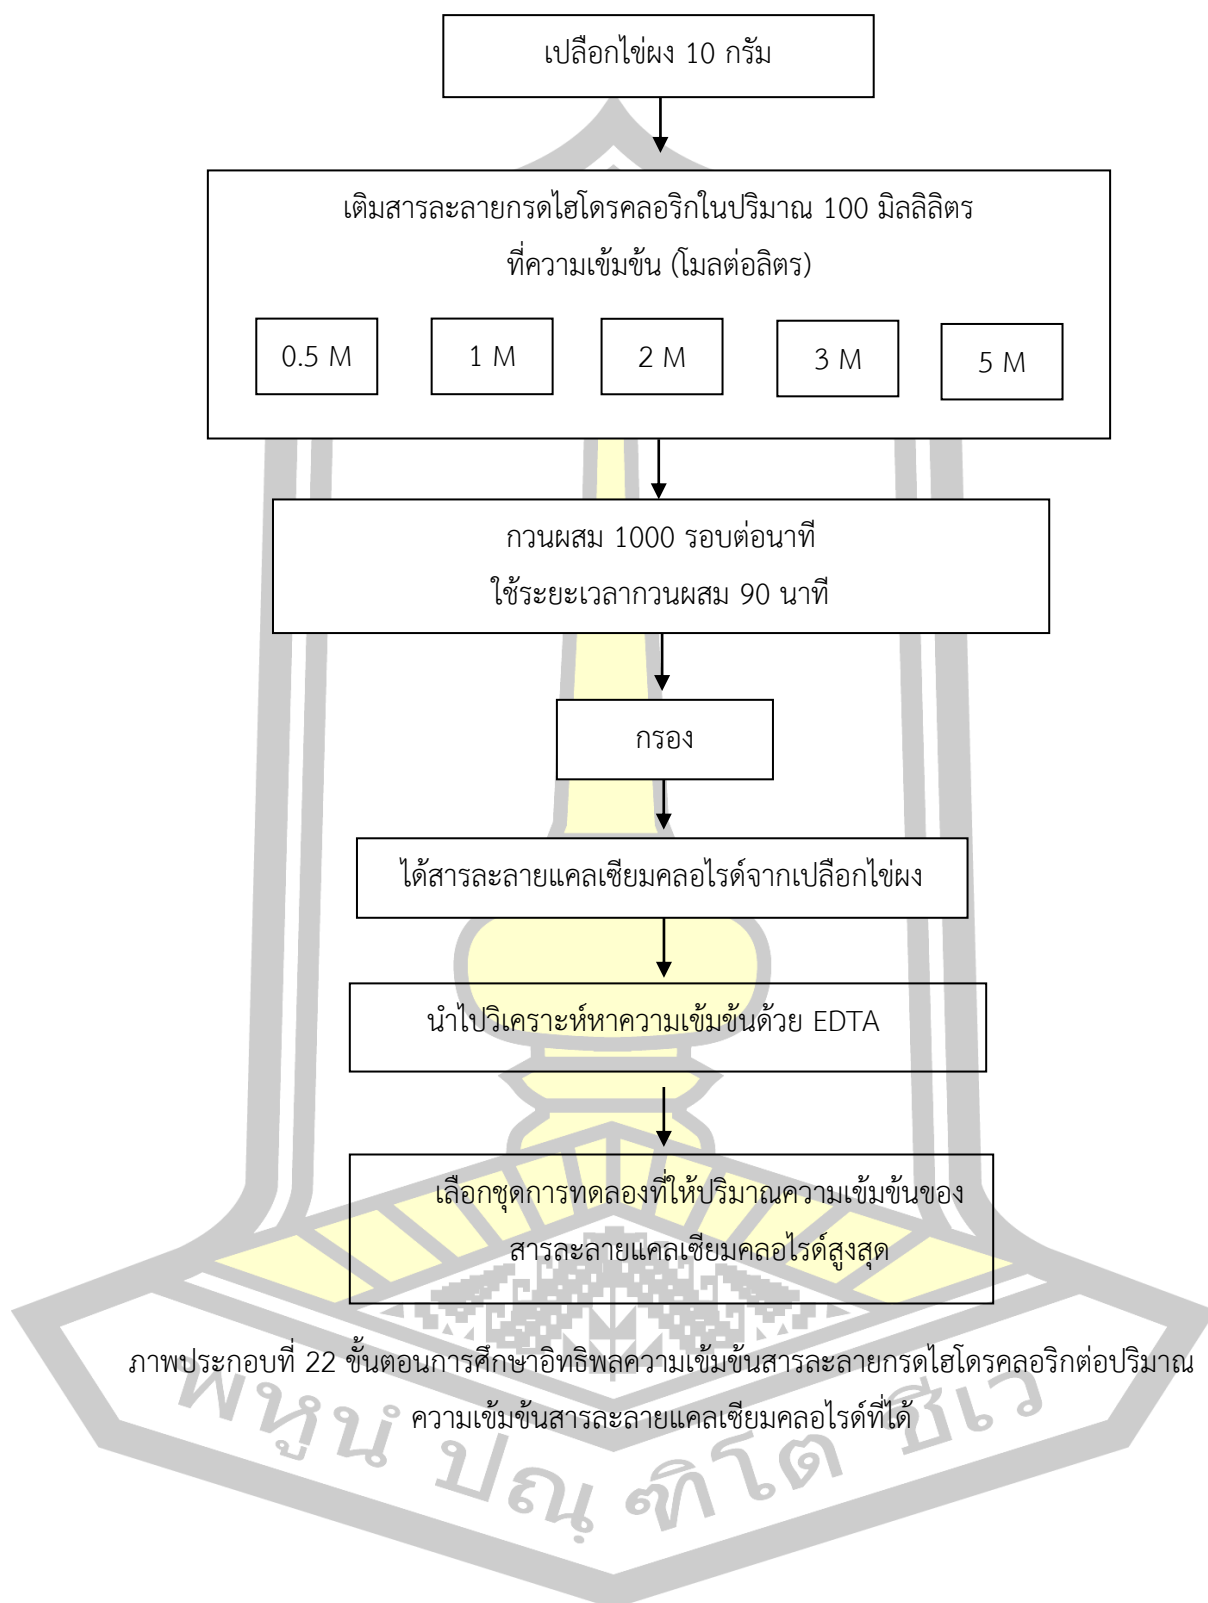 เปลือกไข่ผง 10 กรัม
เติมสารละลายกรดไฮโดรคลอริกในปริมาณ 100 มิลลิลิตร
ที่ความเข้มข้น (โมลต่อลิตร)
0.5 M 1 M 2 M 3 M 5 M
กวนผสม 1000 รอบต่อนาที
ใช้ระยะเวลากวนผสม 90 นาที
กรอง
ได้สารละลายแคลเซียมคลอไรด์จากเปลือกไข่ผง
นำไปวิเคราะห์หาความเข้มข้นด้วย EDTA
เลือกชุดการทดลองที่ให้ปริมาณความเข้มข้นของ
สารละลายแคลเซียมคลอไรด์สูงสุด
ภาพประกอบที่ 22 ขั้นตอนการศึกษาอิทธิพลความเข้มข้นสารละลายกรดไฮโดรคลอริกต่อปริมาณ
ความเข้มข้นสารละลายแคลเซียมคลอไรด์ที่ได้
พหูนํ ปณฺ ฑิโต ชีเว